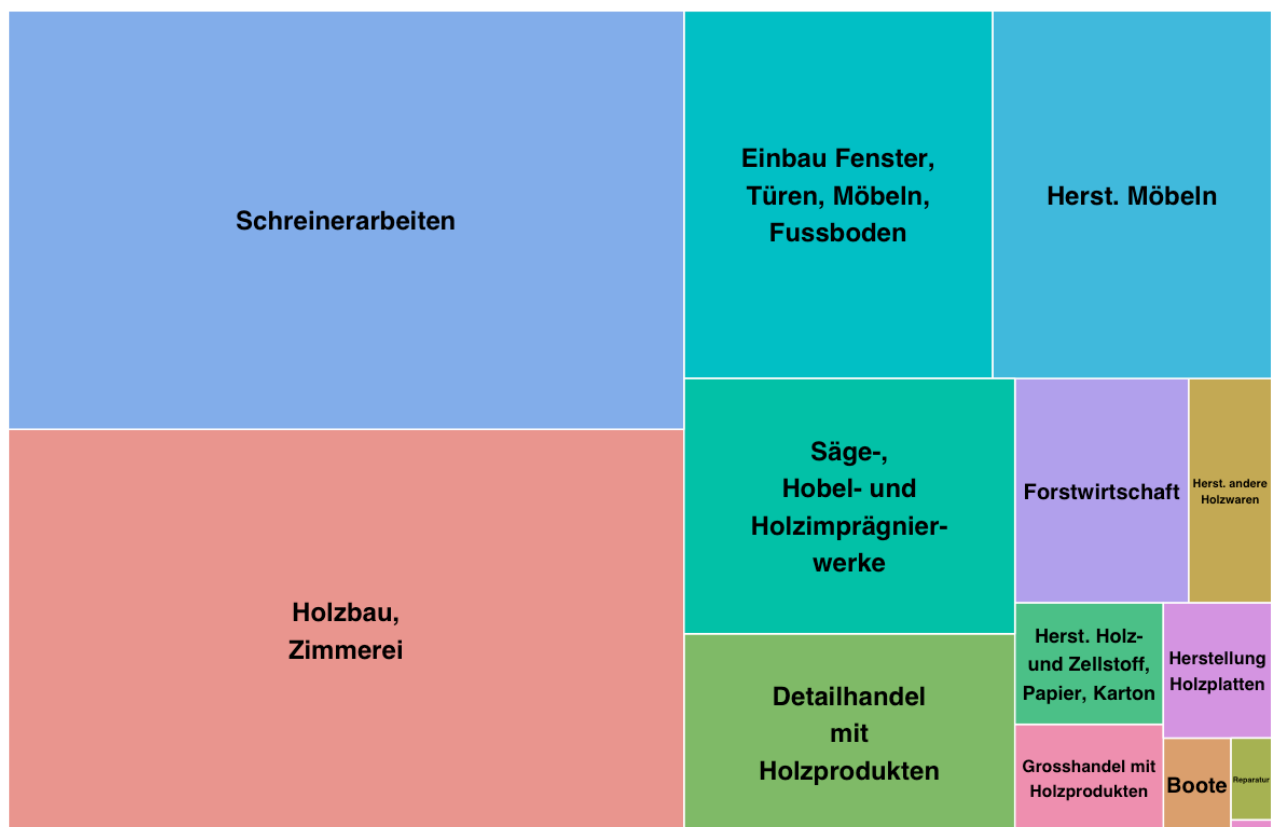 Schreinerarbeiten
Holzbau,
Zimmerei
Einbau Fenster,
Türen, Möbeln,
Fussboden
Herst. Möbeln
Säge-,
Hobel- und
Holzimprägnier-
werke
Detailhandel
mit
Holzprodukten
Forstwirtschaft
Herst. andere
Holzwaren
Herst. Holz-
und Zellstoff,
Papier, Karton
Herstellung
Holzplatten
Grosshandel mit
Holzprodukten
Boote
Reparatur